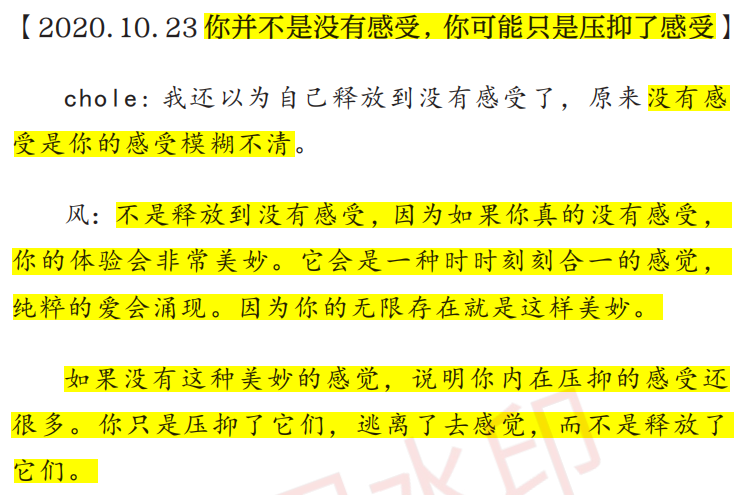 【2020.10.23 你并不是没有感受，你可能只是压抑了感受】
chole: 我还以为自己释放到没有感受了，原来没有感
受是你的感受模糊不清。
风：不是释放到没有感受，因为如果你真的没有感受，
你的体验会非常美妙。它会是一种时时刻刻合一的感觉，
纯粹的爱会涌现。因为你的无限存在就是这样美妙。
如果没有这种美妙的感觉，说明你内在压抑的感受还
很多。你只是压抑了它们，逃离了去感觉，而不是释放了
它们。
水印